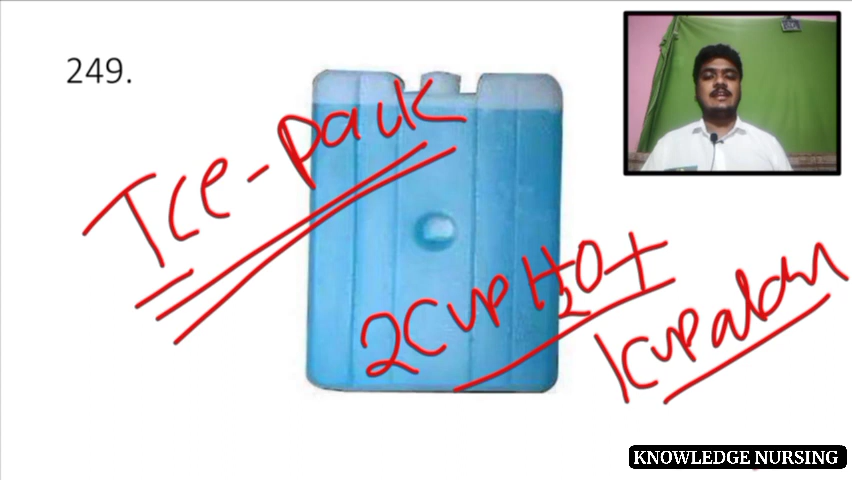 249.
Ice-pack
2CUP H2O +
1cup alcohol
KNOWLEDGE NURSING